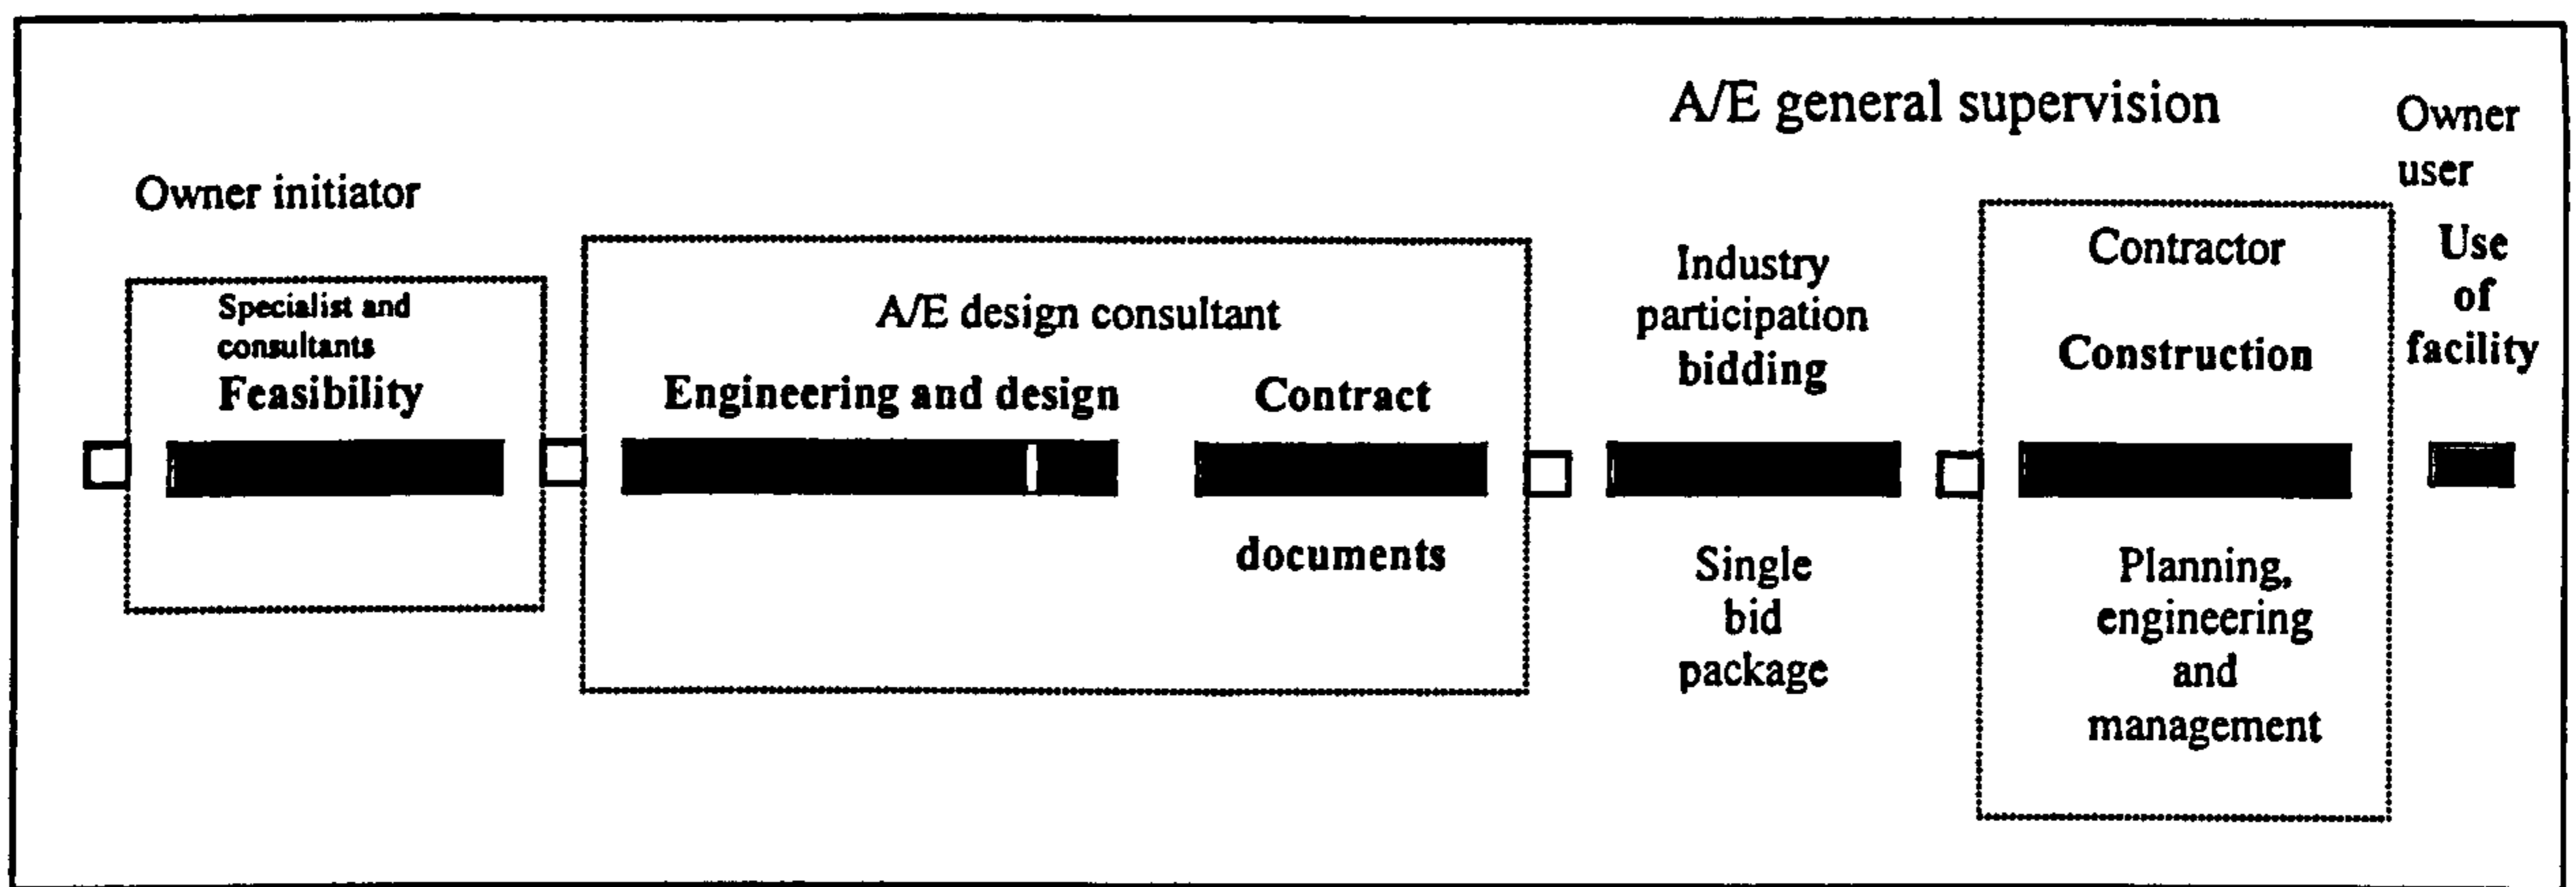 A/E general supervision
Owner
user
Owner initiator
Specialist and
consultants
Feasibility
A/E design consultant
Engineering and design
Contract
documents
Industry
participation
bidding
Single
bid
package
Contractor
Construction
Planning,
engineering
and
management
Use
of
facility